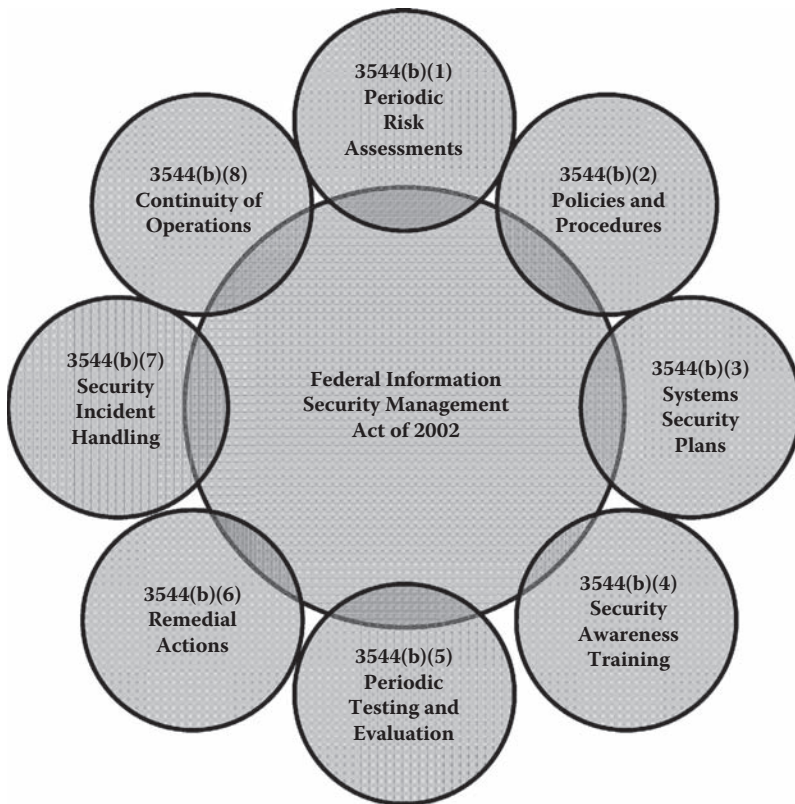 3544(b)(1)
Periodic
Risk
Assessments
3544(b)(2)
Policies and
Procedures
3544(b)(3)
Systems
Security
Plans
3544(b)(4)
Security
Awareness
Training
3544(b)(5)
Periodic
Testing and
Evaluation
3544(b)(6)
Remedial
Actions
3544(b)(7)
Security
Incident
Handling
3544(b)(8)
Continuity of
Operations
Federal Information
Security Management
Act of 2002